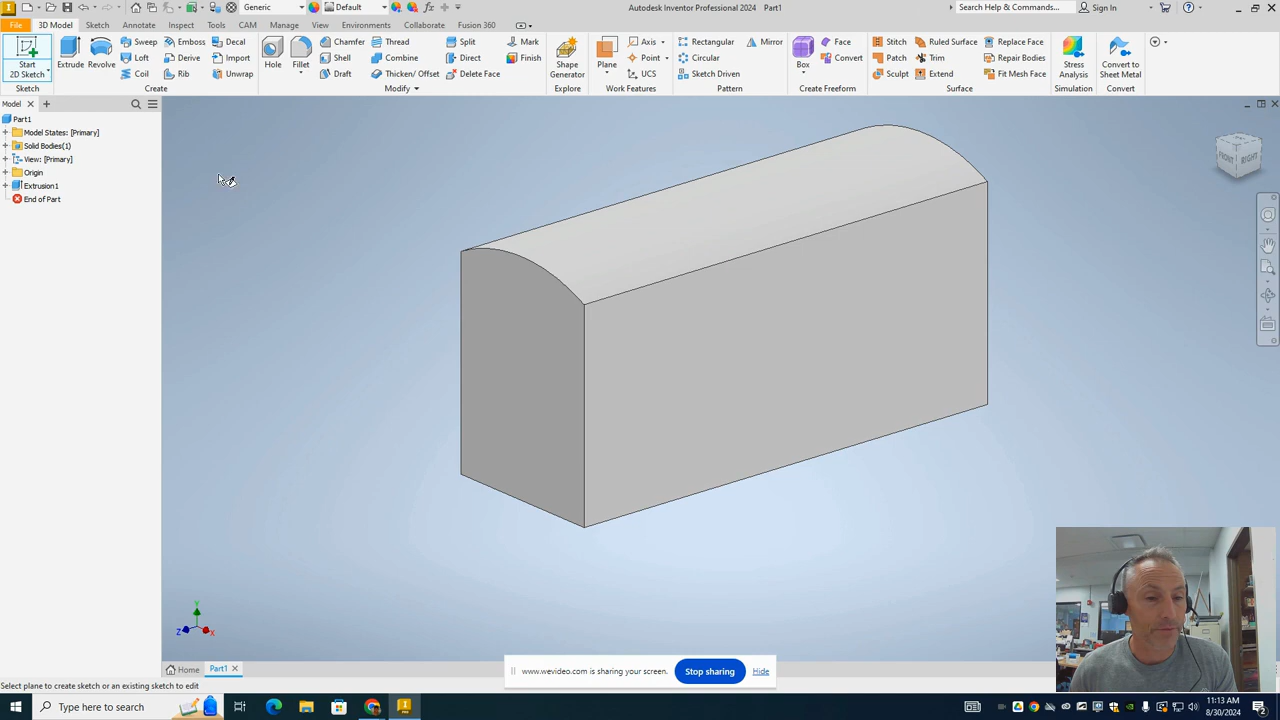 Generic
Default
Autodesk Inventor Professional 2024 Part1
Search Help & Commands...
Sign In
File
3D Model
Sketch
Annotate
Inspect
Tools
CAM
Manage
View
Environments
Collaborate
Fusion 360
Start
2D Sketch
Sketch
Extrude
Revolve
Sweep
Loft
Coil
Emboss
Derive
Rib
Decal
Import
Unwrap
Create
Hole
Fillet
Chamfer
Shell
Draft
Thread
Combine
Thicken/ Offset
Split
Direct
Delete Face
Modify
Mark
Finish
Shape
Generator
Explore
Plane
Axis
Point
UCS
Work Features
Rectangular
Circular
Sketch Driven
Mirror
Pattern
Box
Face
Convert
Create Freeform
Stitch
Patch
Sculpt
Ruled Surface
Trim
Extend
Replace Face
Repair Bodies
Fit Mesh Face
Surface
Stress
Analysis
Simulation
Convert to
Sheet Metal
Convert
Model
Part1
Model States: [Primary]
Solid Bodies(1)
View: [Primary]
Origin
Extrusion1
End of Part
FRONT
RIGHT
Y
Z
X
www.wevideo.com is sharing your screen.
Stop sharing
Hide
Home
Part1
Select plane to create sketch or an existing sketch to edit
Type here to search
11:13 AM
8/30/2024
2